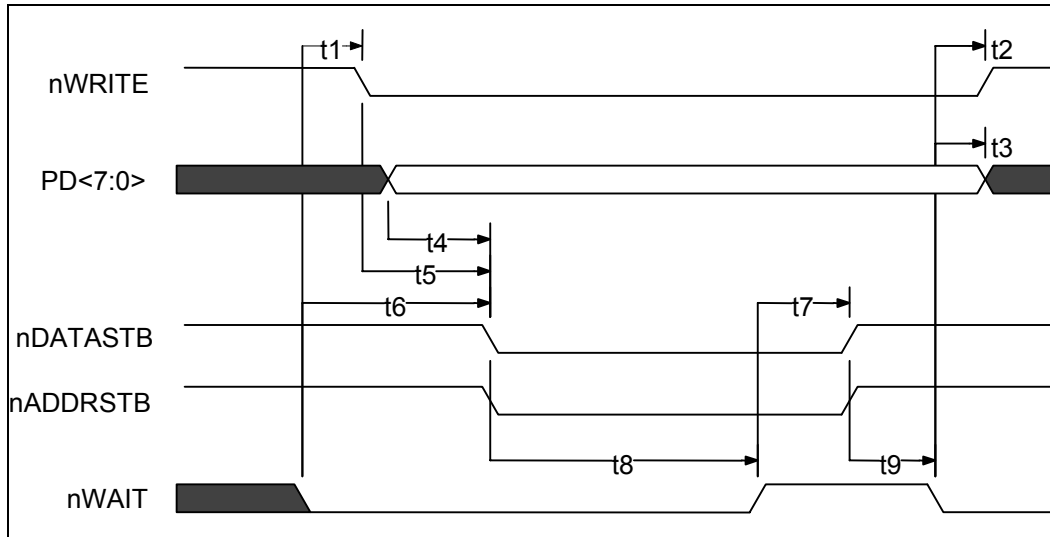 t1
t2
nWRITE
t3
PD<7:0>
t4
t5
t6
t7
nDATASTB
nADDRSTB
t8
t9
nWAIT